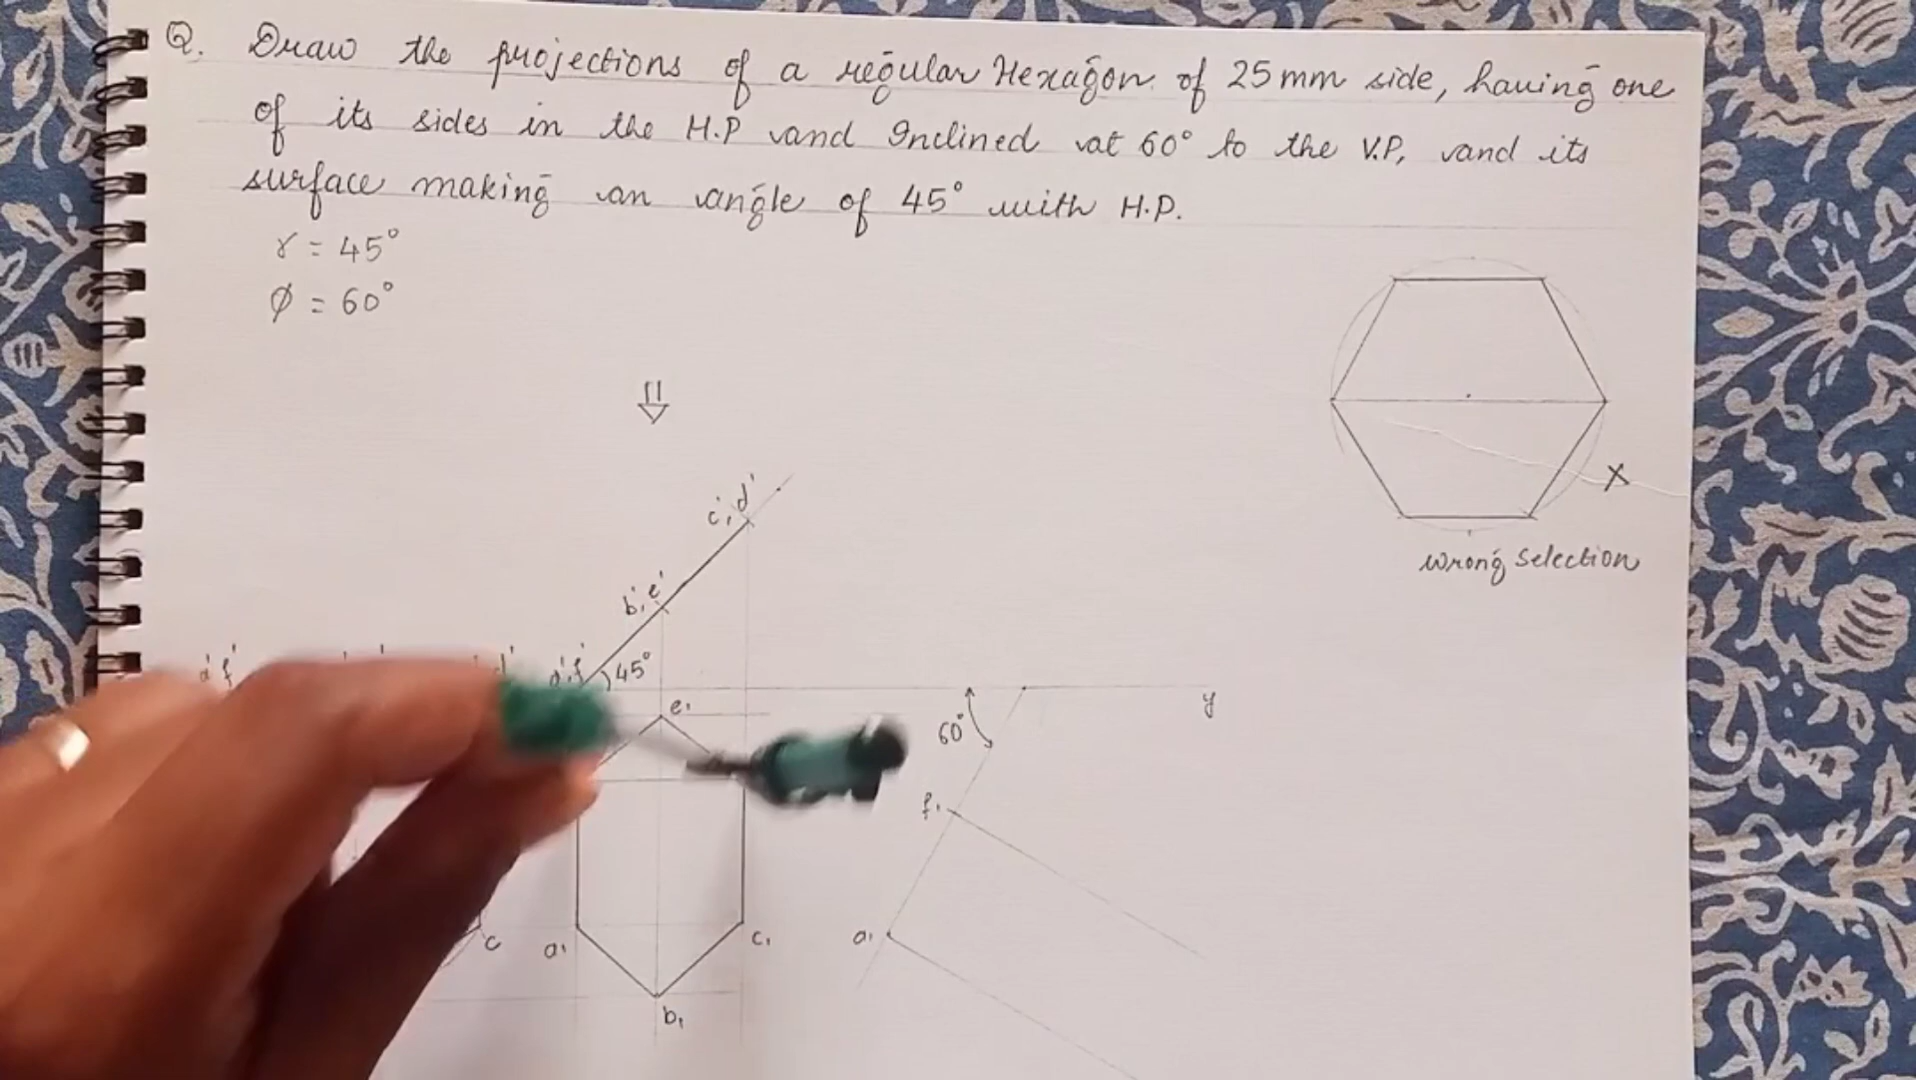 Q. Draw the projections of a regular Hexagon of 25mm side, having one
of its sides in the H.P and Inclined at 60° to the V.P, and its
surface making an angle of 45° with H.P.
γ = 45°
φ = 60°
c', d'
b', e'
a', f'
45°
a' f'
d'
e₁
y
60°
f₁
a₁
c
a₁
c₁
b₁
X
Wrong Selection